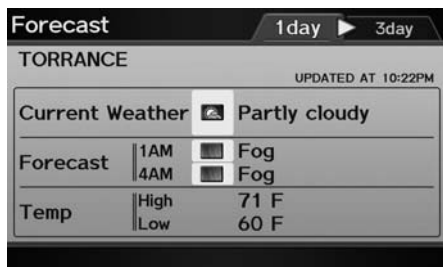 Forecast 1day 3day
TORRANCE
UPDATED AT 10:22PM
Current Weather Partly cloudy
Forecast 1AM Fog
4AM Fog
Temp High 71 F
Low 60 F